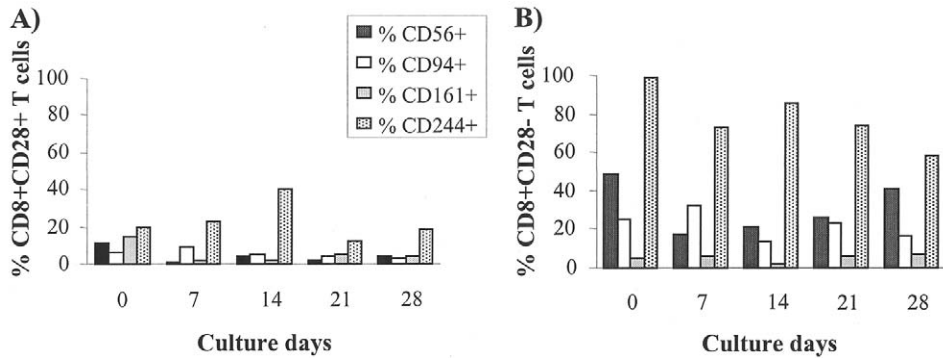 A)
% CD8+CD28+ T cells
100
80
60
40
20
0
0 7 14 21 28
Culture days
% CD56+
% CD94+
% CD161+
% CD244+
B)
% CD8+CD28- T cells
100
80
60
40
20
0
0 7 14 21 28
Culture days